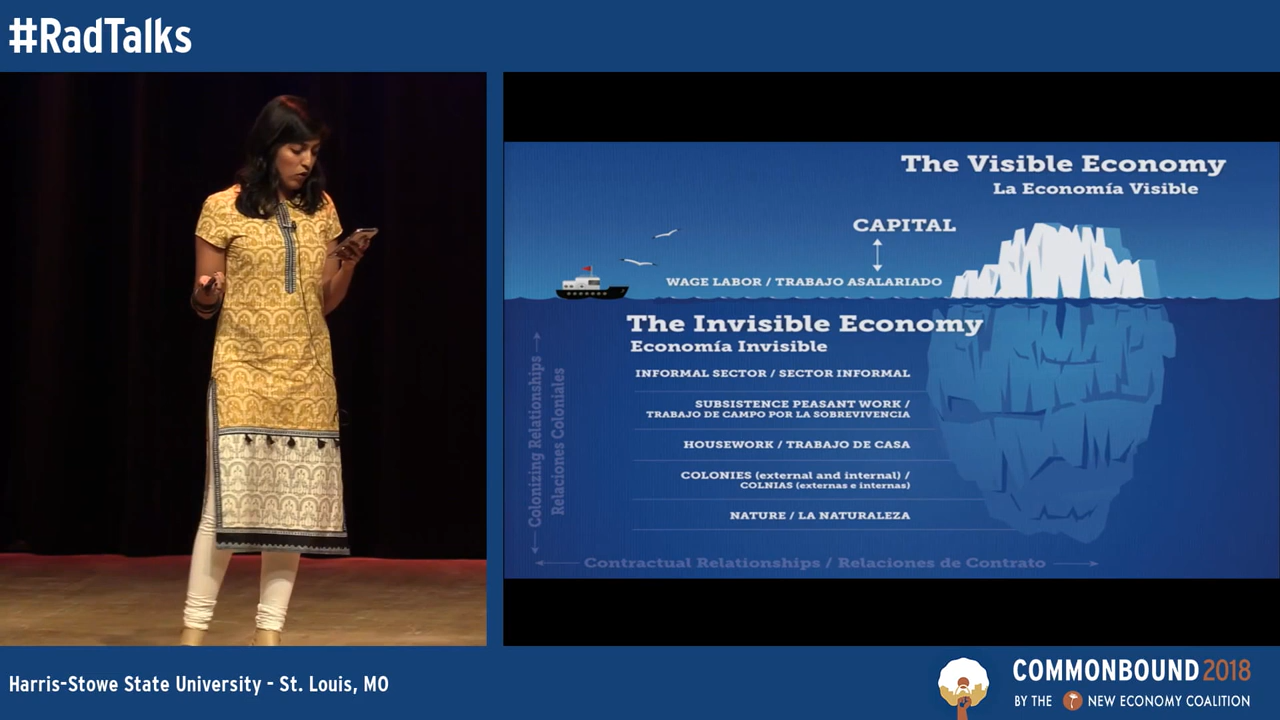 #RadTalks
The Visible Economy
La Economía Visible
CAPITAL
WAGE LABOR / TRABAJO ASALARIADO
The Invisible Economy
Economía Invisible
INFORMAL SECTOR / SECTOR INFORMAL
SUBSISTENCE PEASANT WORK /
TRABAJO DE CAMPO POR LA SOBREVIVENCIA
HOUSEWORK / TRABAJO DE CASA
COLONIES (external and internal) /
COLNIAS (externas e internas)
NATURE / LA NATURALEZA
Colonizing Relationships
Relaciones Coloniales
Contractual Relationships / Relaciones de Contrato
Harris-Stowe State University - St. Louis, MO
COMMONBOUND 2018
BY THE NEW ECONOMY COALITION